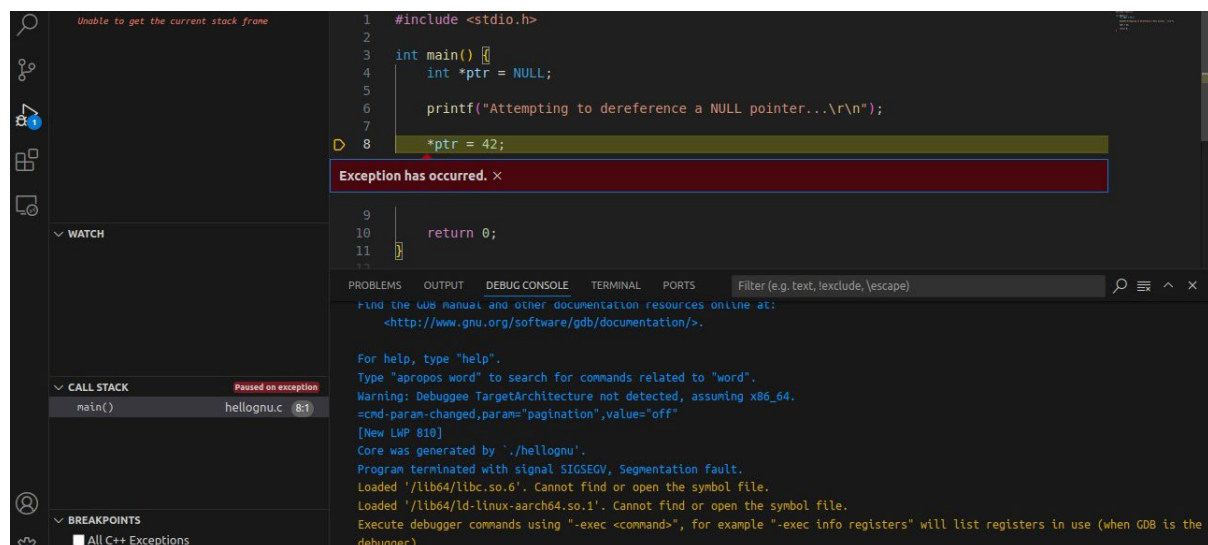 Unable to get the current stack frame
1 #include <stdio.h>
2
3 int main() {
4 int *ptr = NULL;
5
6 printf("Attempting to dereference a NULL pointer...\r\n");
7
8 *ptr = 42;
Exception has occurred. ×
9
10 return 0;
11 }
12
1
WATCH
CALL STACK Paused on exception
main() hellognu.c 8:1
BREAKPOINTS
All C++ Exceptions
PROBLEMS OUTPUT DEBUG CONSOLE TERMINAL PORTS Filter (e.g. text, !exclude, \escape)
Find the GDB manual and other documentation resources online at:
<http://www.gnu.org/software/gdb/documentation/>.
For help, type "help".
Type "apropos word" to search for commands related to "word".
Warning: Debuggee TargetArchitecture not detected, assuming x86_64.
=cmd-param-changed,param="pagination",value="off"
[New LWP 810]
Core was generated by `./hellognu'.
Program terminated with signal SIGSEGV, Segmentation fault.
Loaded '/lib64/libc.so.6'. Cannot find or open the symbol file.
Loaded '/lib64/ld-linux-aarch64.so.1'. Cannot find or open the symbol file.
Execute debugger commands using "-exec <command>", for example "-exec info registers" will list registers in use (when GDB is the
debugger)